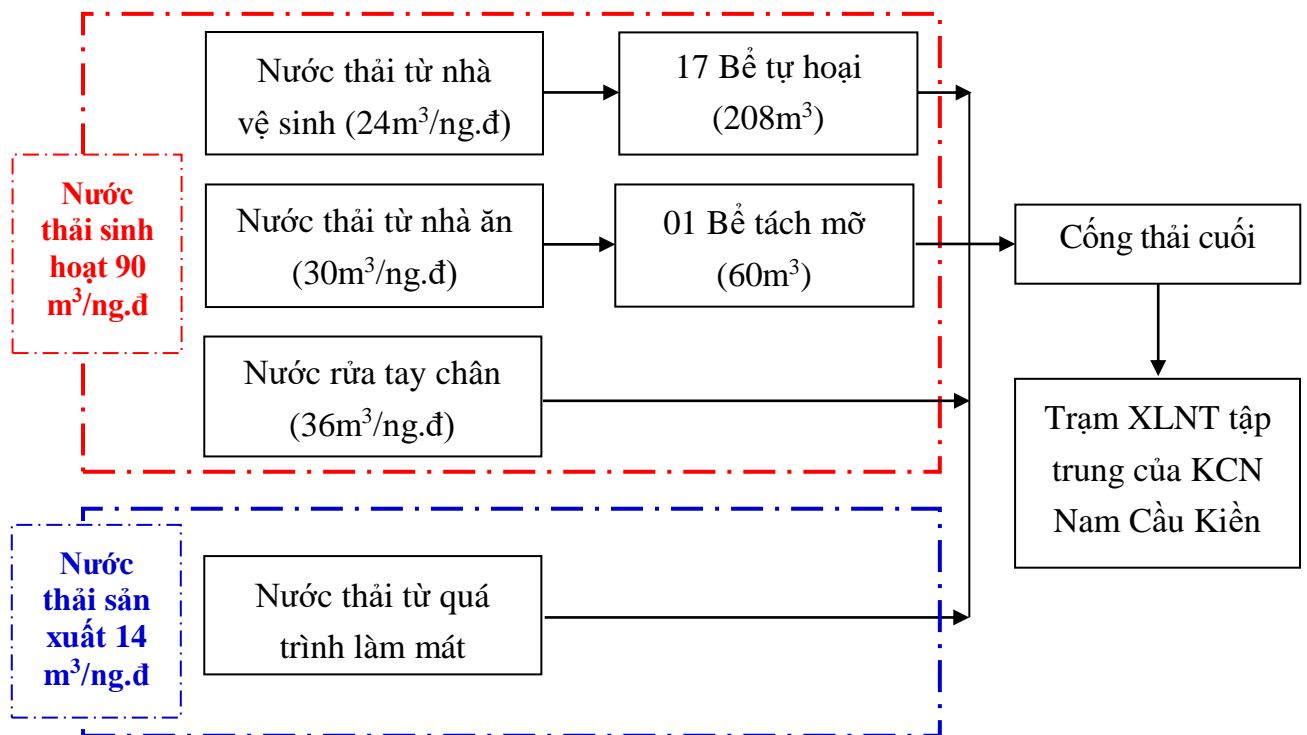 Nước thải từ nhà
vệ sinh (24m³/ng.đ)
17 Bể tự hoại
(208m³)
Nước
thải sinh
hoạt 90
m³/ng.đ
Nước thải từ nhà ăn
(30m³/ng.đ)
01 Bể tách mỡ
(60m³)
Cống thải cuối
Nước rửa tay chân
(36m³/ng.đ)
Trạm XLNT tập
trung của KCN
Nam Cầu Kiền
Nước
thải sản
xuất 14
m³/ng.đ
Nước thải từ quá
trình làm mát